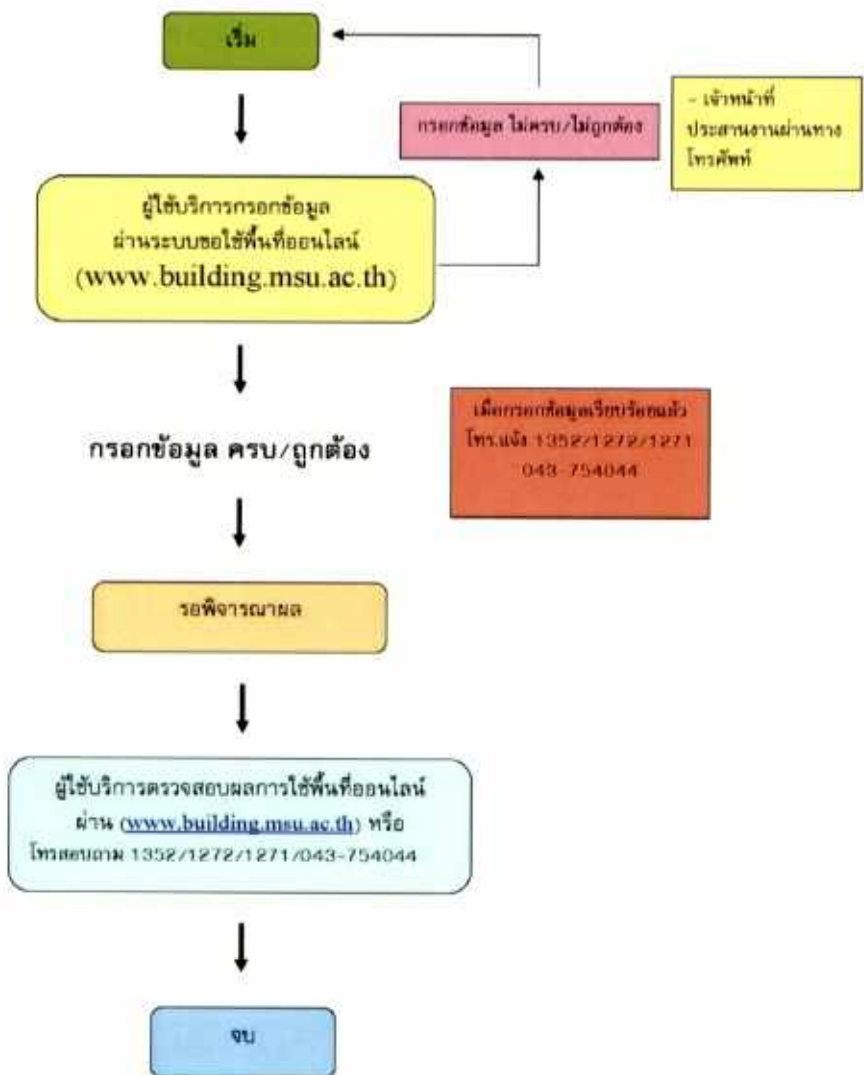 เริ่ม
กรอกข้อมูล ไม่ครบ/ไม่ถูกต้อง
- เจ้าหน้าที่
ประสานงานผ่านทาง
โทรศัพท์
ผู้ใช้บริการกรอกข้อมูล
ผ่านระบบขอใช้พื้นที่ออนไลน์
(www.building.msu.ac.th)
เมื่อกรอกข้อมูลเรียบร้อยแล้ว
โทร.แจ้ง 1352/1272/1271
043-754044
กรอกข้อมูล ครบ/ถูกต้อง
รอพิจารณาผล
ผู้ใช้บริการตรวจสอบผลการใช้พื้นที่ออนไลน์
ผ่าน (www.building.msu.ac.th) หรือ
โทรสอบถาม 1352/1272/1271/043-754044
จบ